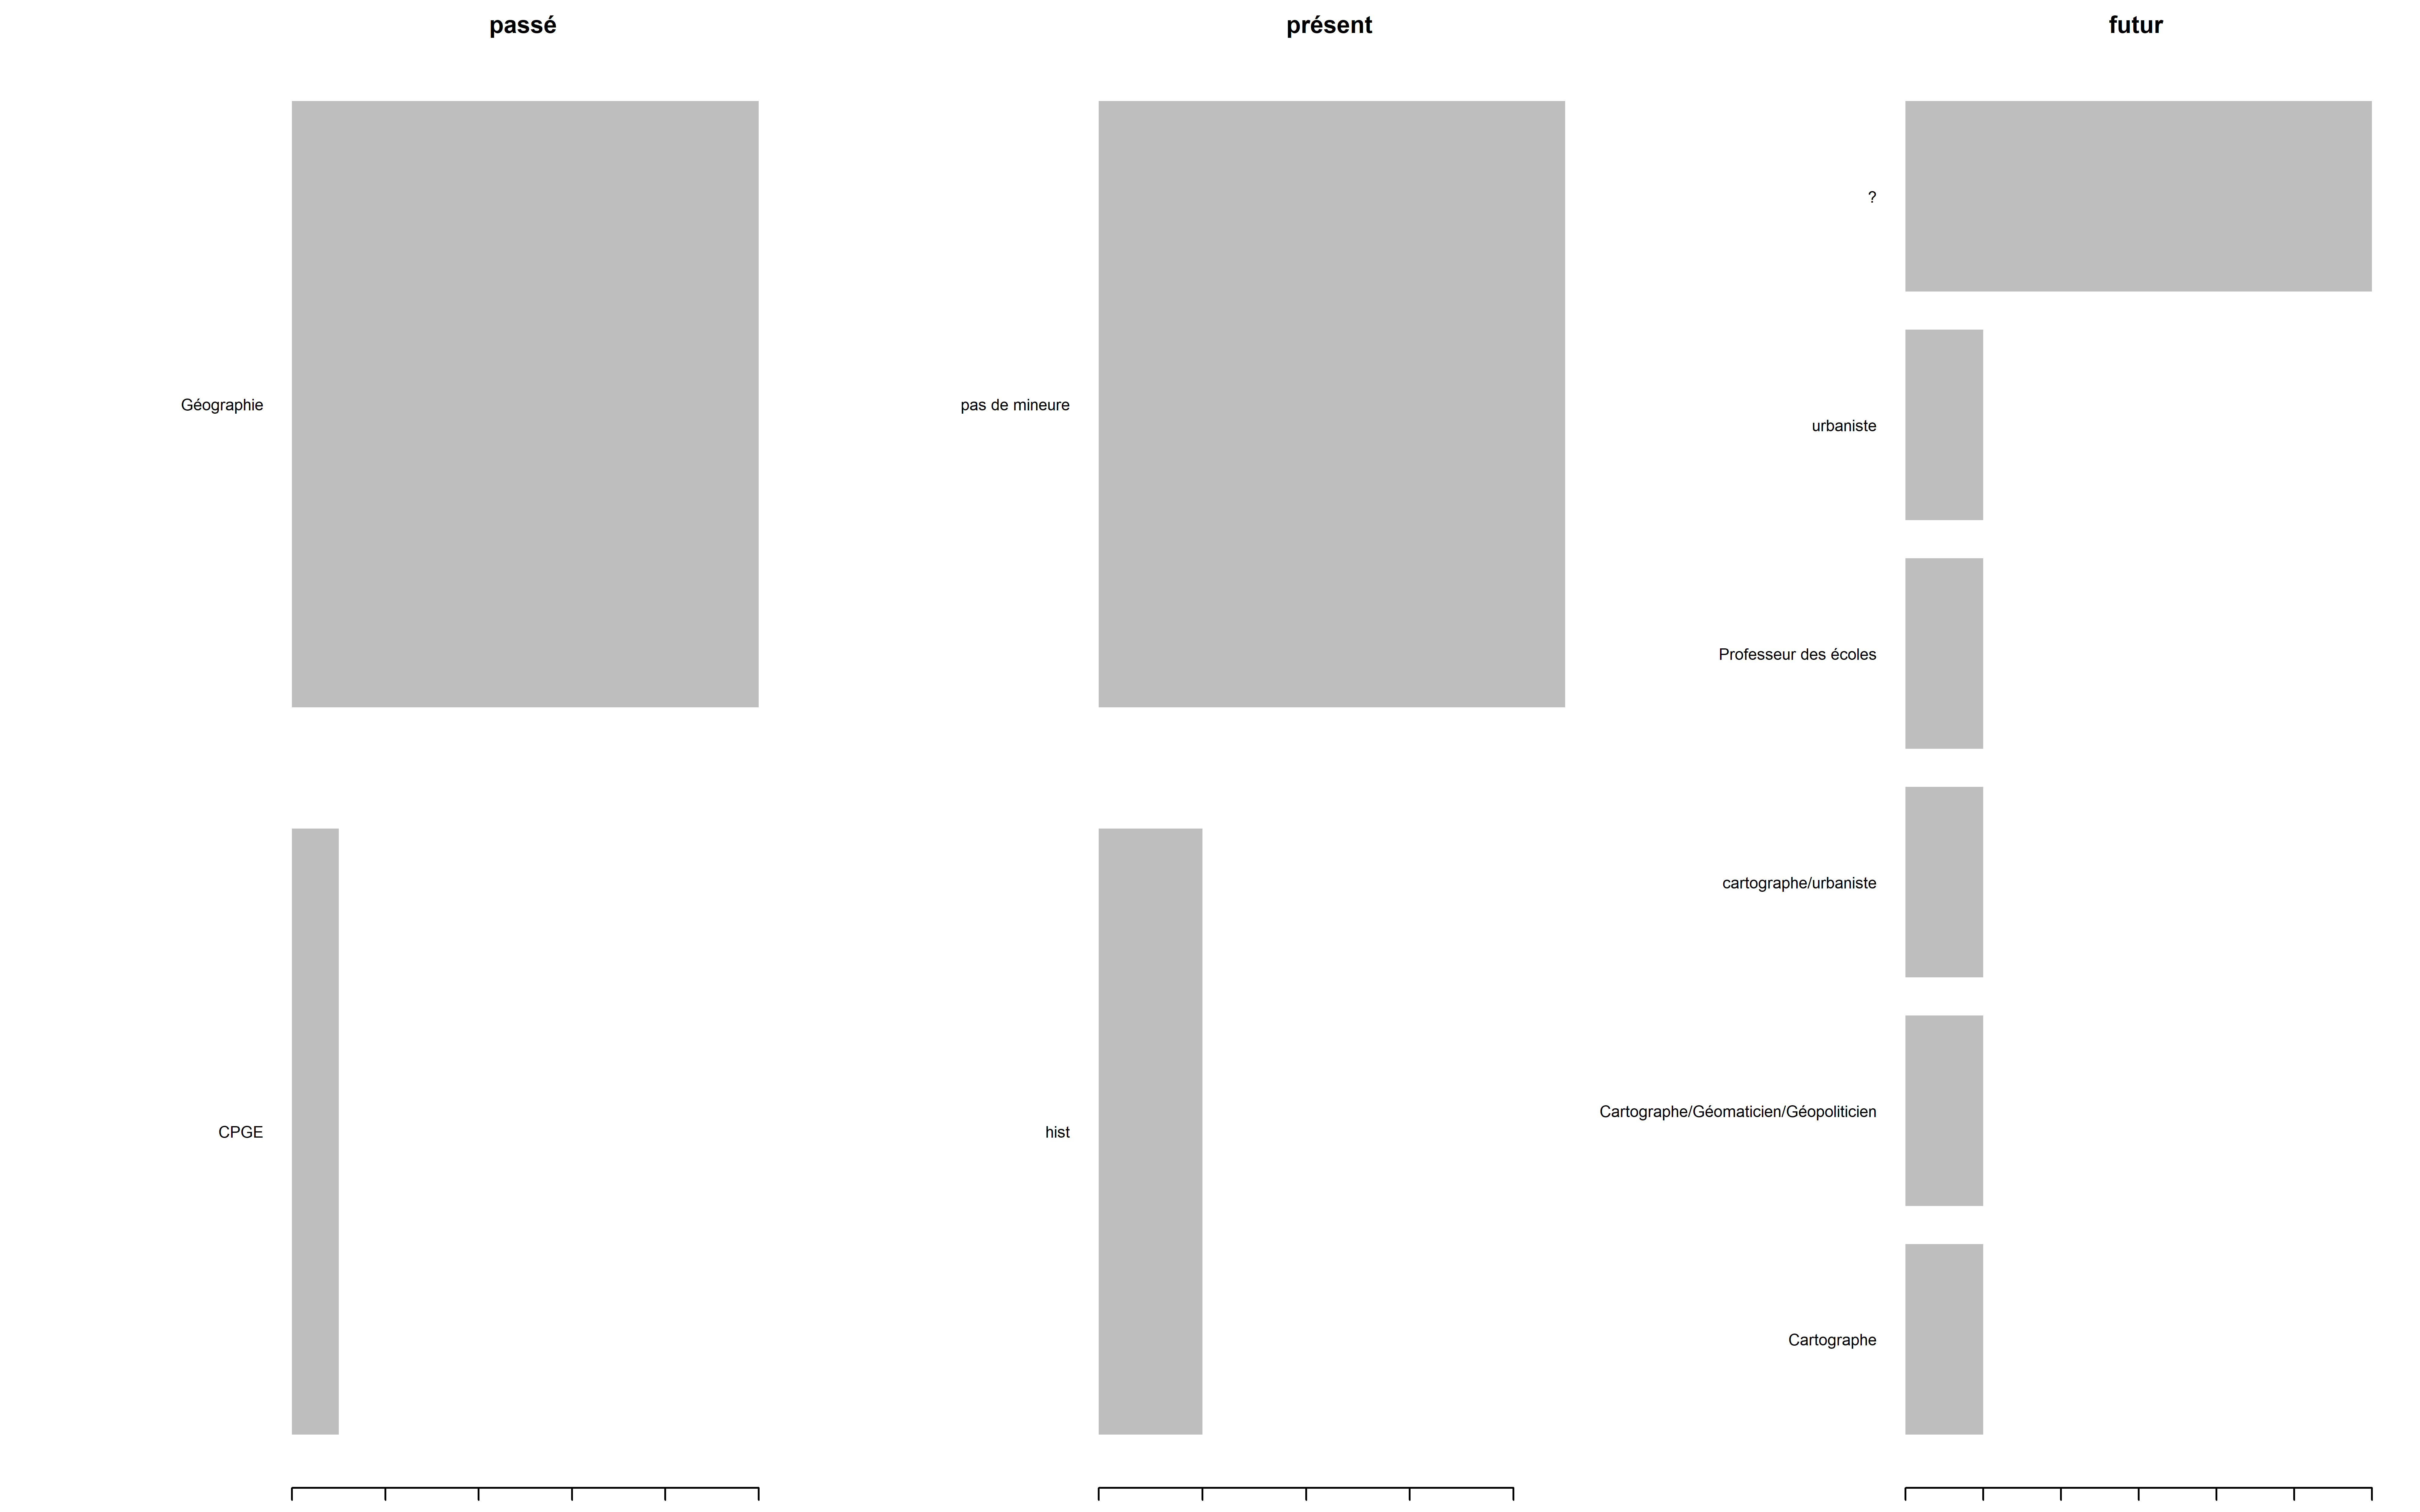 passé
présent
futur
Géographie
CPGE
pas de mineure
hist
?
urbaniste
Professeur des écoles
cartographe/urbaniste
Cartographe/Géomaticien/Géopoliticien
Cartographe